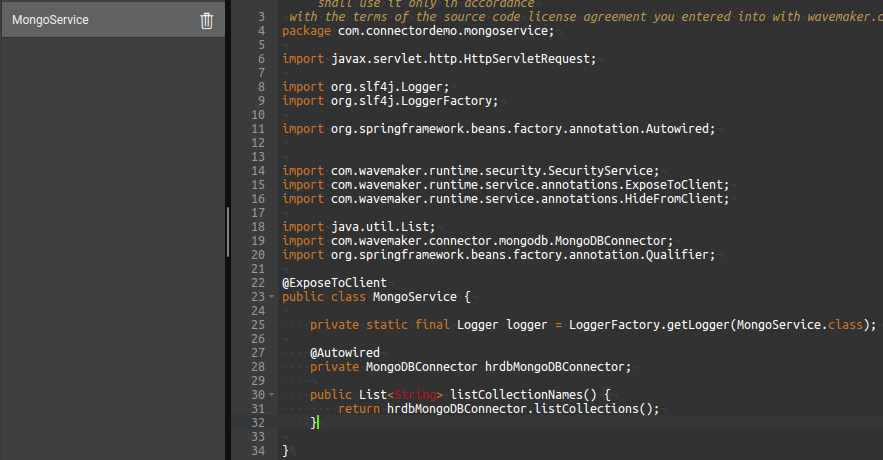 MongoService
shall use it only in accordance
3 with the terms of the source code license agreement you entered into with wavemaker.c
4 package com.connectordemo.mongoservice;
5
6 import javax.servlet.http.HttpServletRequest;
7
8 import org.slf4j.Logger;
9 import org.slf4j.LoggerFactory;
10
11 import org.springframework.beans.factory.annotation.Autowired;
12
13
14 import com.wavemaker.runtime.security.SecurityService;
15 import com.wavemaker.runtime.service.annotations.ExposeToClient;
16 import com.wavemaker.runtime.service.annotations.HideFromClient;
17
18 import java.util.List;
19 import com.wavemaker.connector.mongodb.MongoDBConnector;
20 import org.springframework.beans.factory.annotation.Qualifier;
21
22 @ExposeToClient
23 public class MongoService {
24
25 private static final Logger logger = LoggerFactory.getLogger(MongoService.class);
26
27 @Autowired
28 private MongoDBConnector hrdbMongoDBConnector;
29
30 public List<String> listCollectionNames() {
31 return hrdbMongoDBConnector.listCollections();
32 }
33
34 }